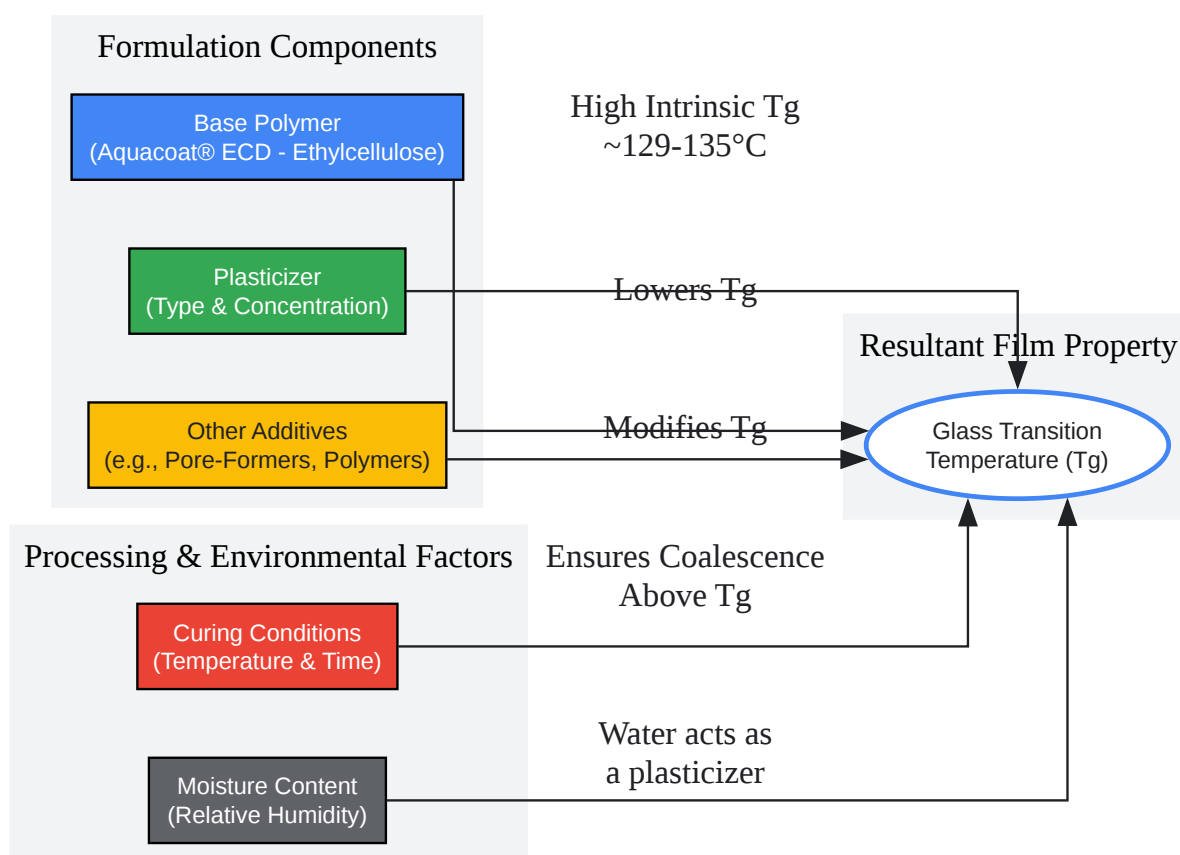 Formulation Components
Base Polymer
(Aquacoat® ECD - Ethylcellulose)
High Intrinsic Tg
~129-135°C
Plasticizer
(Type & Concentration)
Lowers Tg
Resultant Film Property
Other Additives
(e.g., Pore-Formers, Polymers)
Modifies Tg
Glass Transition
Temperature (Tg)
Processing & Environmental Factors
Ensures Coalescence
Above Tg
Curing Conditions
(Temperature & Time)
Water acts as
a plasticizer
Moisture Content
(Relative Humidity)